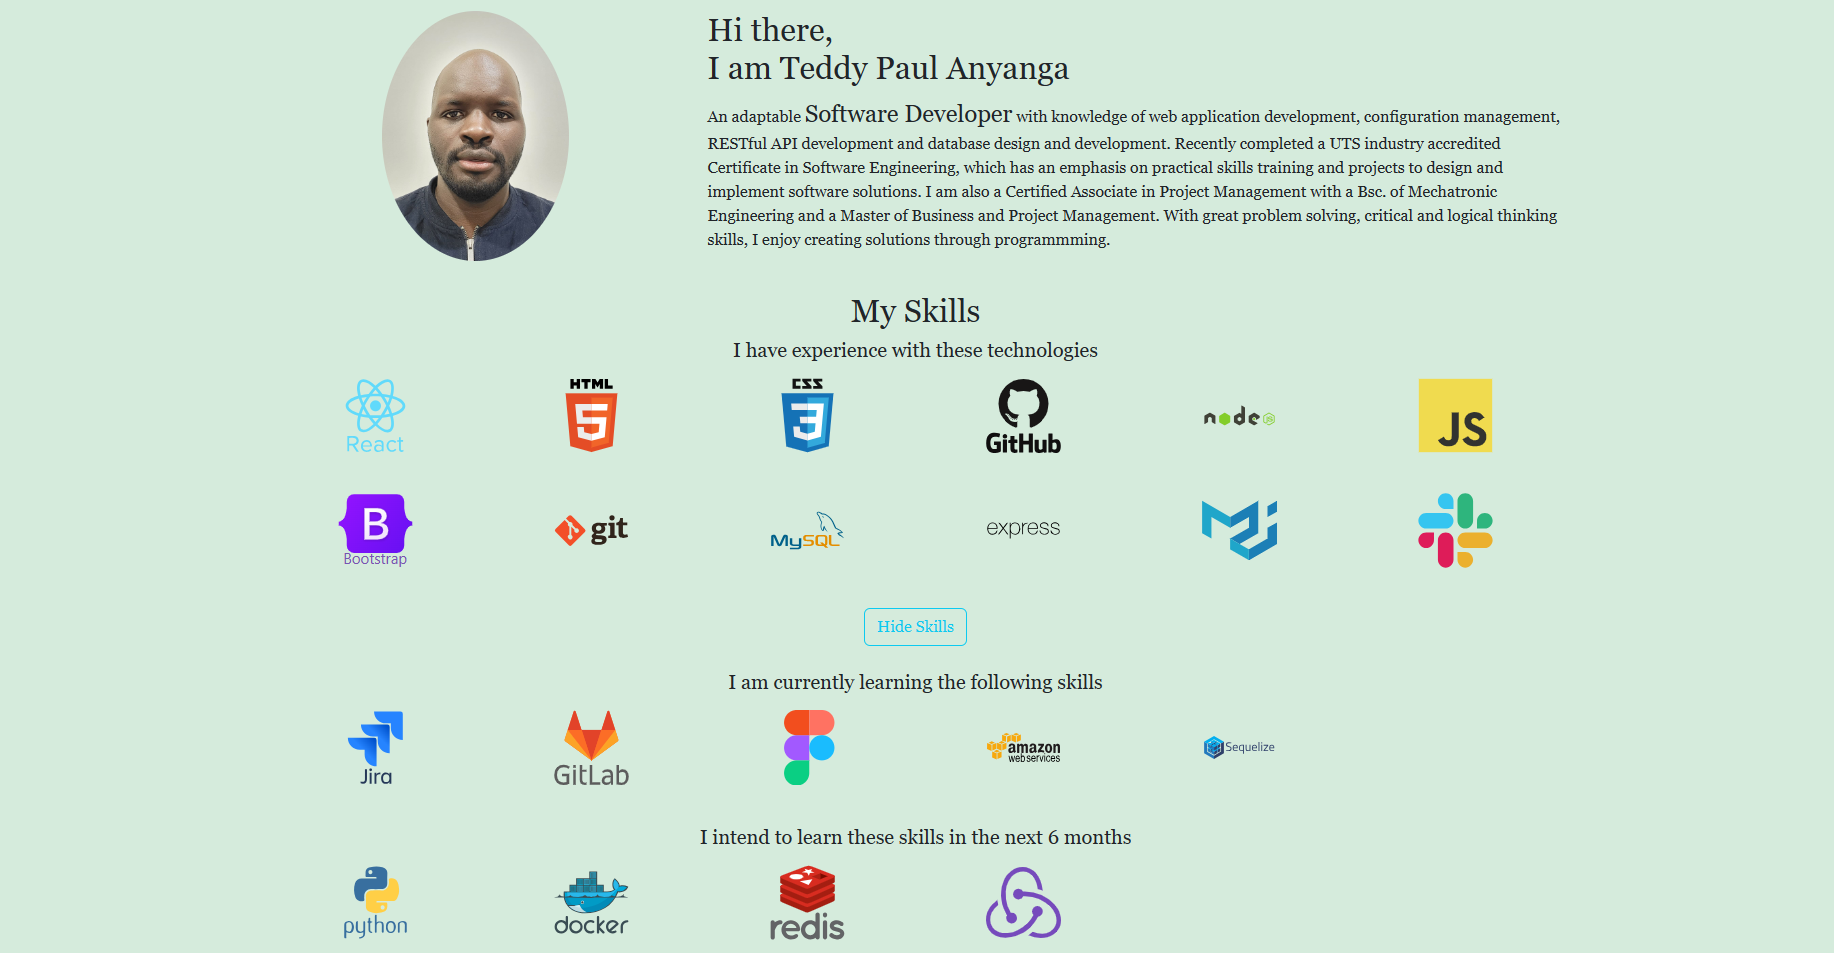 Hi there,
I am Teddy Paul Anyanga
An adaptable Software Developer with knowledge of web application development, configuration management,
RESTful API development and database design and development. Recently completed a UTS industry accredited
Certificate in Software Engineering, which has an emphasis on practical skills training and projects to design and
implement software solutions. I am also a Certified Associate in Project Management with a Bsc. of Mechatronic
Engineering and a Master of Business and Project Management. With great problem solving, critical and logical thinking
skills, I enjoy creating solutions through programmming.
My Skills
I have experience with these technologies
React
HTML
5
CSS
3
GitHub
node
JS
JS
B
Bootstrap
git
MySQL
express
Hide Skills
I am currently learning the following skills
Jira
GitLab
amazon
web services
Sequelize
I intend to learn these skills in the next 6 months
python
docker
redis